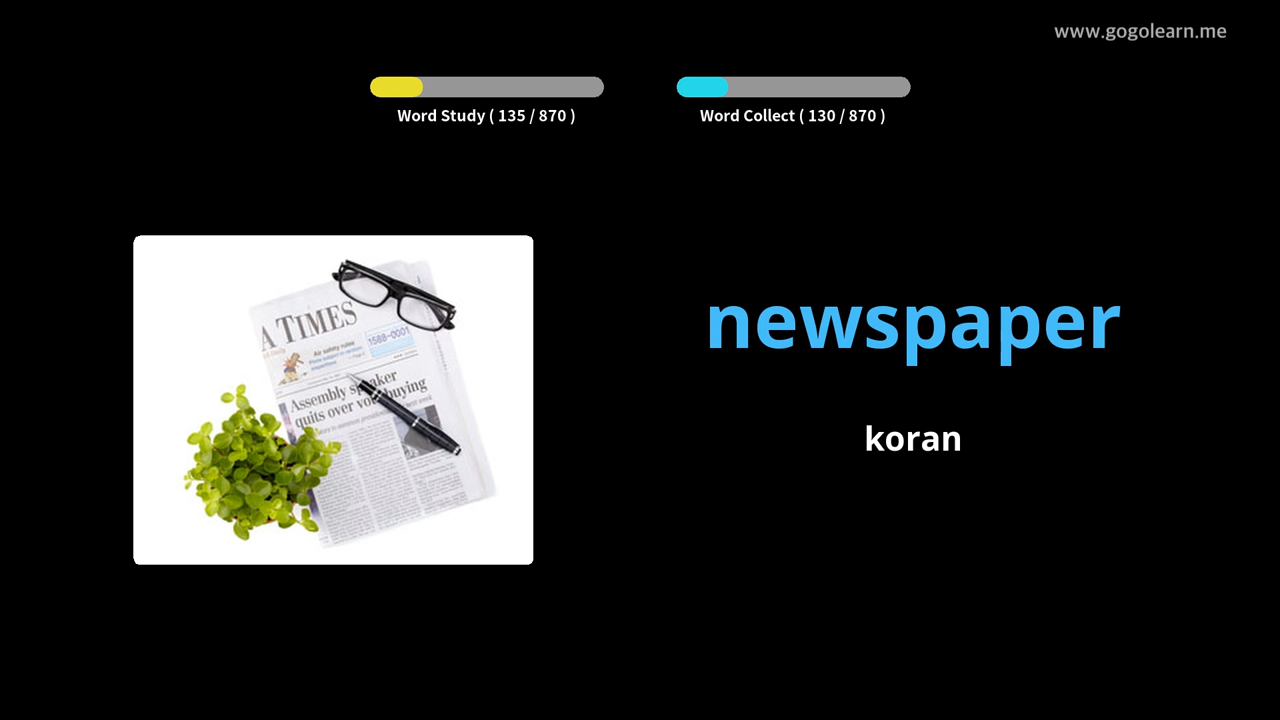 www.gogolearn.me
Word Study ( 135 / 870 )
Word Collect ( 130 / 870 )
A TIMES
1588-0001
Air safety rules
Assembly speaker
quits over vote buying
newspaper
koran